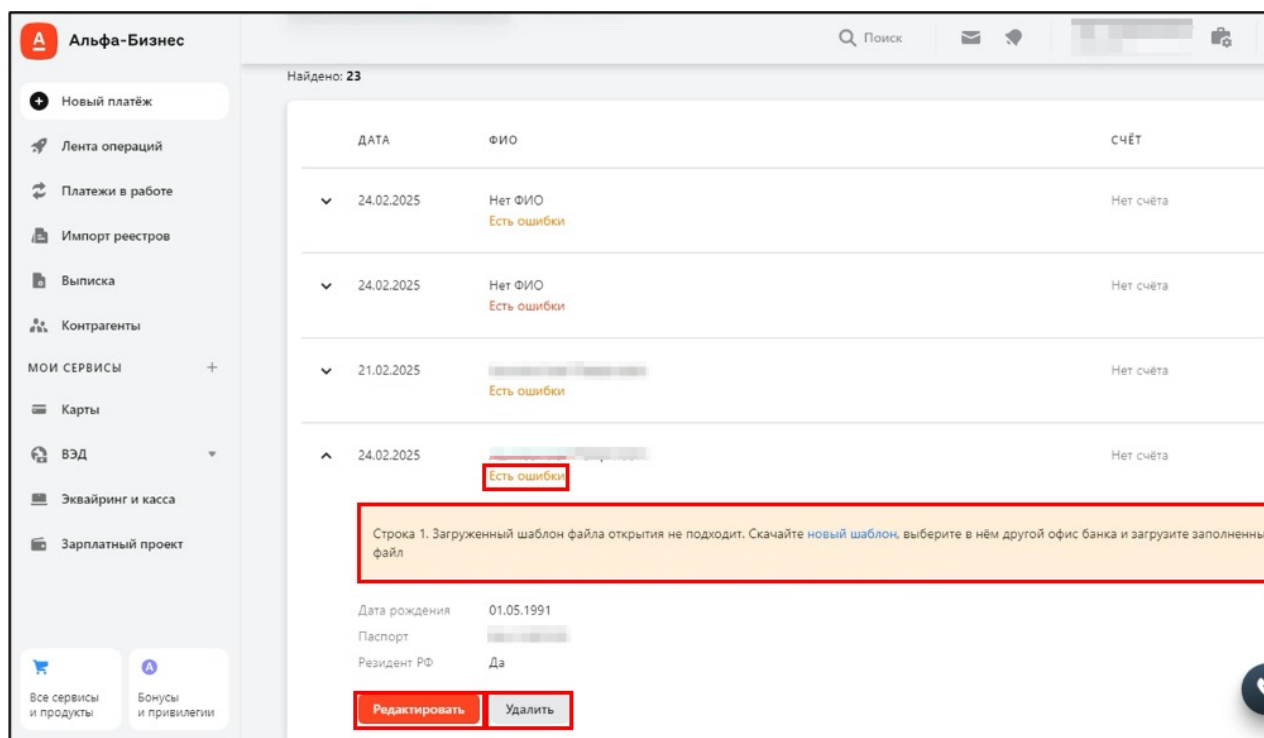 А Альфа-Бизнес
Поиск
Новый платёж
Лента операций
Платежи в работе
Импорт реестров
Выписка
Контрагенты
МОИ СЕРВИСЫ +
Карты
ВЭД
Эквайринг и касса
Зарплатный проект
Все сервисы
и продукты
Бонусы
и привилегии
Найдено: 23
ДАТА ФИО СЧЁТ
24.02.2025 Нет ФИО Нет счёта
Есть ошибки
24.02.2025 Нет ФИО Нет счёта
Есть ошибки
21.02.2025 Нет счёта
Есть ошибки
24.02.2025 Нет счёта
Есть ошибки
Строка 1. Загруженный шаблон файла открытия не подходит. Скачайте новый шаблон, выберите в нём другой офис банка и загрузите
файл
Дата рождения 01.05.1991
Паспорт
Резидент РФ Да
Редактировать Удалить